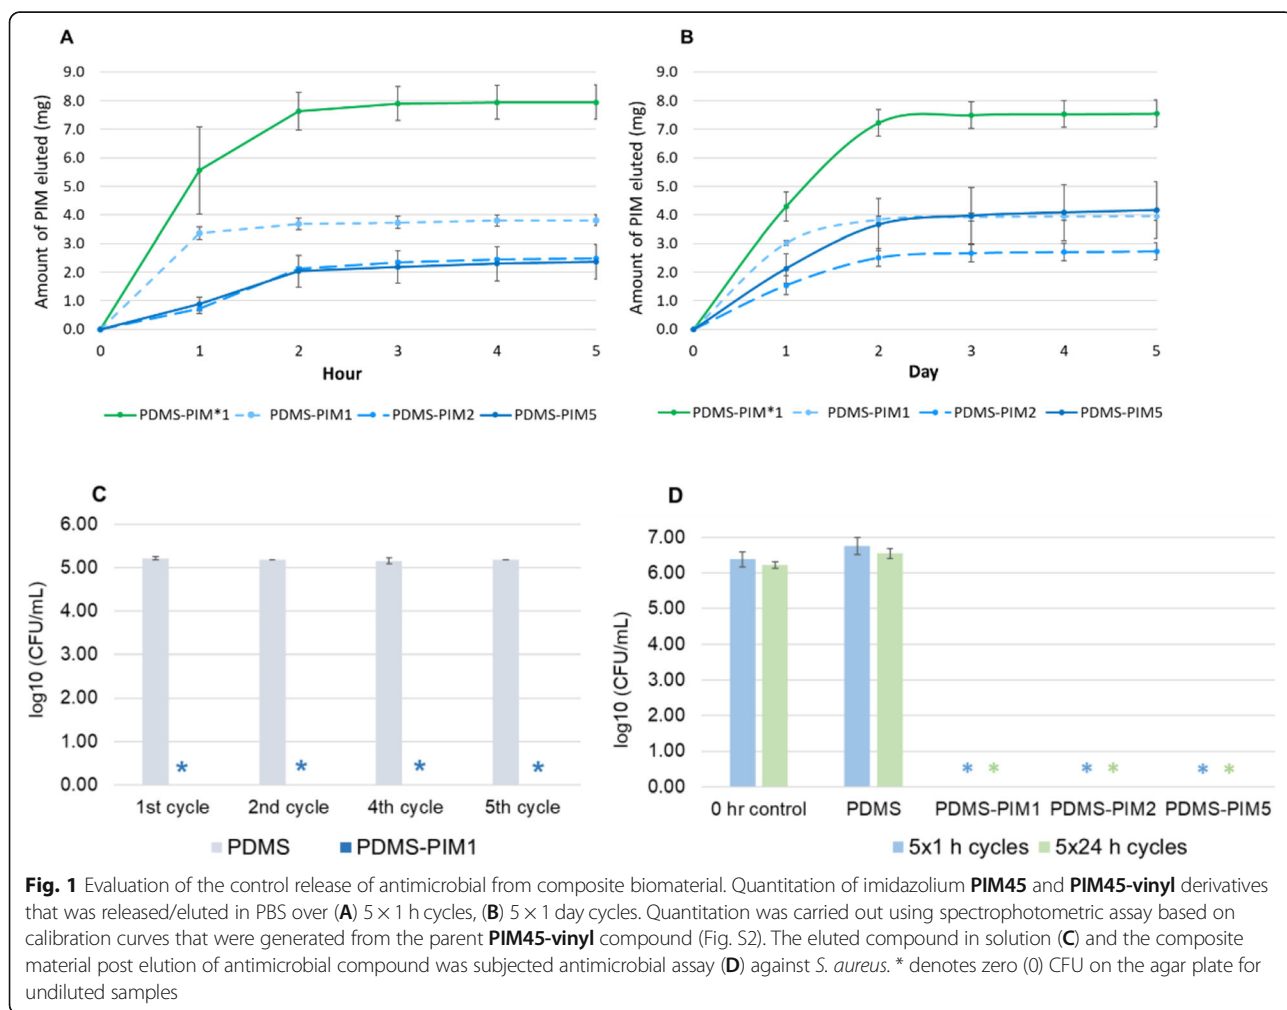 A
9.0
8.0
7.0
6.0
5.0
4.0
3.0
2.0
1.0
0.0
Amount of PIM eluted (mg)
0 1 2 3 4 5
Hour
PDMS-PIM*1 PDMS-PIM1 PDMS-PIM2 PDMS-PIM5
B
9.0
8.0
7.0
6.0
5.0
4.0
3.0
2.0
1.0
0.0
Amount of PIM eluted (mg)
0 1 2 3 4 5
Day
PDMS-PIM*1 PDMS-PIM1 PDMS-PIM2 PDMS-PIM5
C
6.00
5.00
4.00
3.00
2.00
1.00
0.00
log10 (CFU/mL)
* * * *
1st cycle 2nd cycle 4th cycle 5th cycle
PDMS PDMS-PIM1
D
7.00
6.00
5.00
4.00
3.00
2.00
1.00
0.00
log10 (CFU/mL)
* * * * * *
0 hr control PDMS PDMS-PIM1 PDMS-PIM2 PDMS-PIM5
5x1 h cycles 5x24 h cycles
Fig. 1 Evaluation of the control release of antimicrobial from composite biomaterial. Quantitation of imidazolium PIM45 and PIM45-vinyl derivatives
that was released/eluted in PBS over (A) 5 × 1 h cycles, (B) 5 × 1 day cycles. Quantitation was carried out using spectrophotometric assay based on
calibration curves that were generated from the parent PIM45-vinyl compound (Fig. S2). The eluted compound in solution (C) and the composite
material post elution of antimicrobial compound was subjected antimicrobial assay (D) against S. aureus. * denotes zero (0) CFU on the agar plate for
undiluted samples